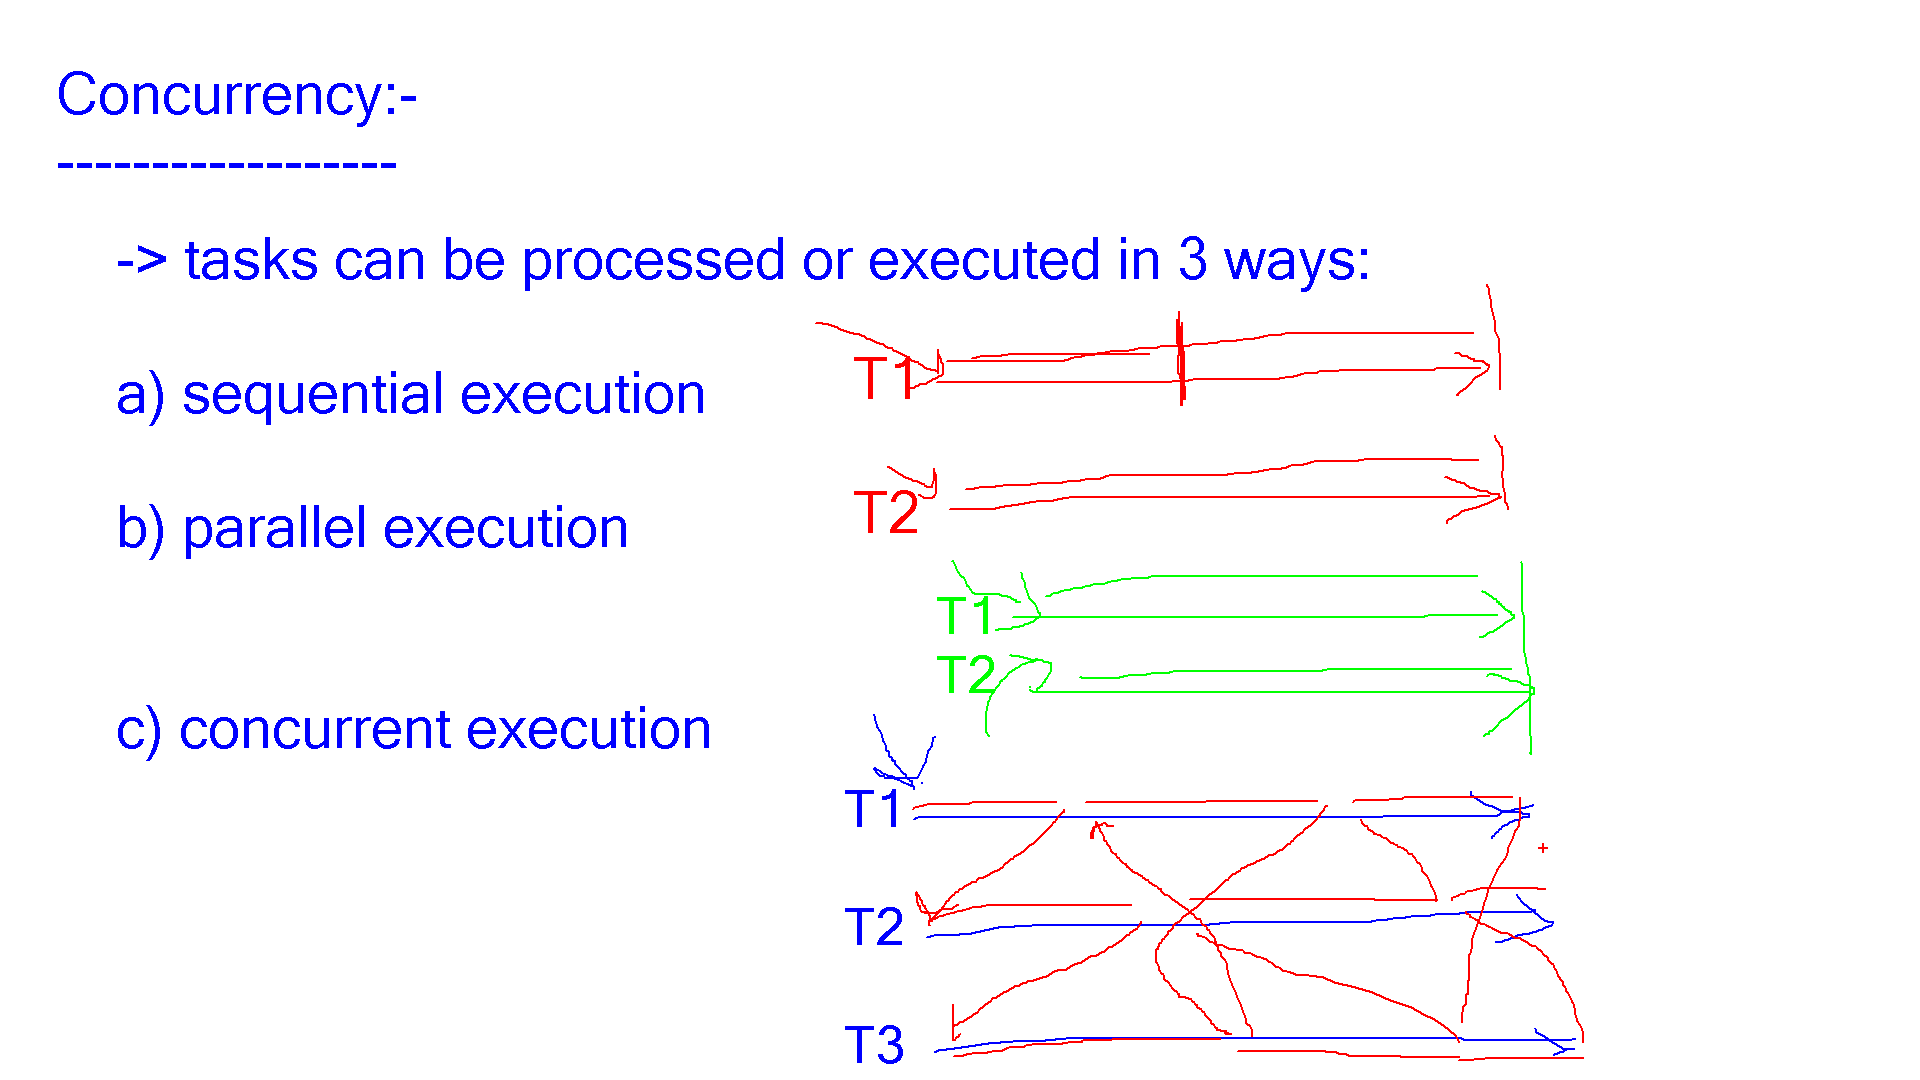 Concurrency:-
------------------
-> tasks can be processed or executed in 3 ways:
a) sequential execution
T1
T2
b) parallel execution
T1
T2
c) concurrent execution
T1
T2
T3